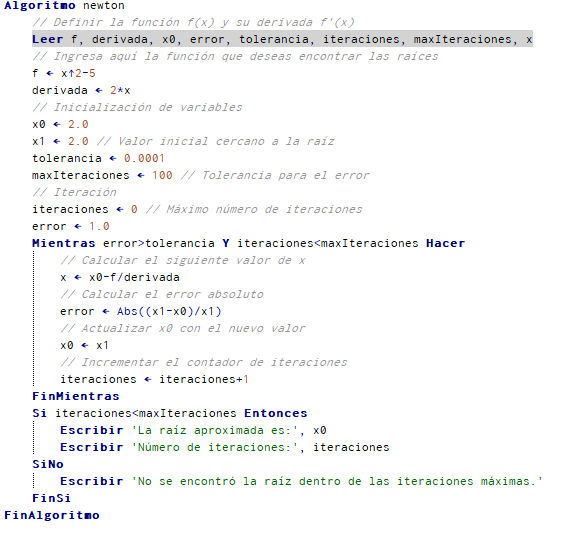 Algoritmo newton
// Definir la función f(x) y su derivada f'(x)
Leer f, derivada, x0, error, tolerancia, iteraciones, maxIteraciones, x
// Ingresa aquí la función que deseas encontrar las raíces
f ← x↑2-5
derivada ← 2*x
// Inicialización de variables
x0 ← 2.0
x1 ← 2.0 // Valor inicial cercano a la raíz
tolerancia ← 0.0001
maxIteraciones ← 100 // Tolerancia para el error
// Iteración
iteraciones ← 0 // Máximo número de iteraciones
error ← 1.0
Mientras error>tolerancia Y iteraciones<maxIteraciones Hacer
// Calcular el siguiente valor de x
x ← x0-f/derivada
// Calcular el error absoluto
error ← Abs((x1-x0)/x1)
// Actualizar x0 con el nuevo valor
x0 ← x1
// Incrementar el contador de iteraciones
iteraciones ← iteraciones+1
FinMientras
Si iteraciones<maxIteraciones Entonces
Escribir 'La raíz aproximada es:', x0
Escribir 'Número de iteraciones:', iteraciones
SiNo
Escribir 'No se encontró la raíz dentro de las iteraciones máximas.'
FinSi
FinAlgoritmo